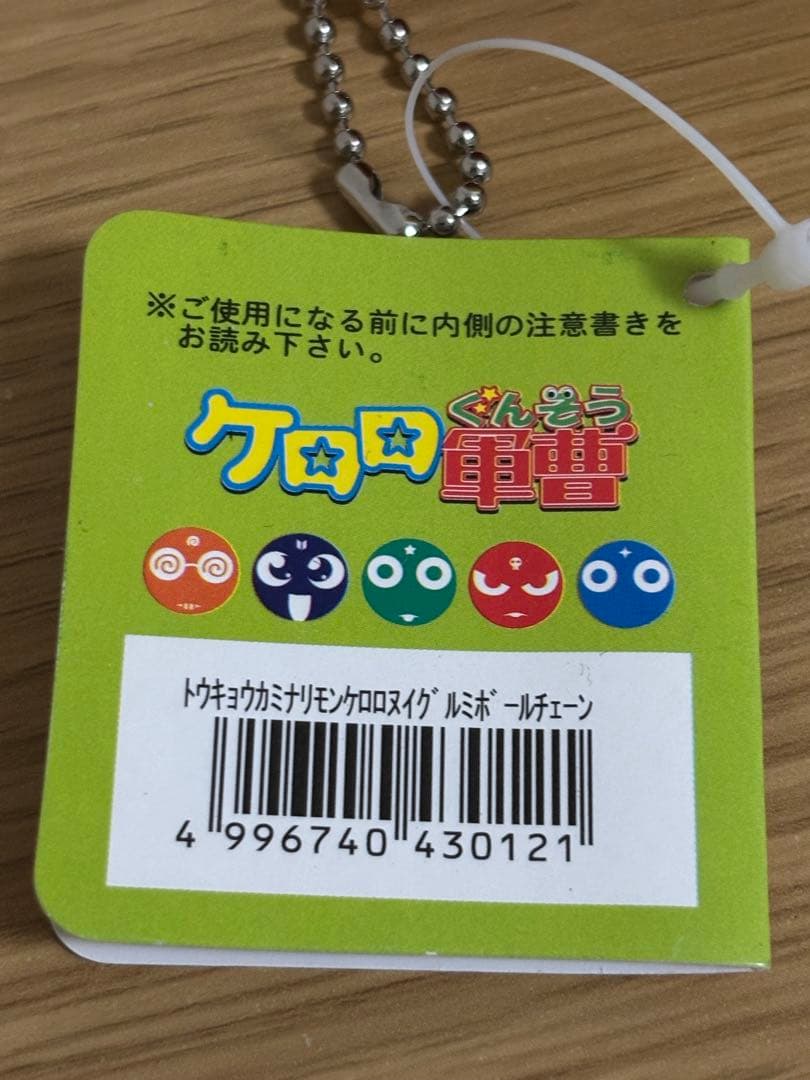 ※ご使用になる前に内側の注意書きを
お読み下さい。
ぐんそう
ケロロ軍曹
ﾄｳｷｮｳｶﾐﾅﾘﾓﾝｹﾛﾛﾇｲｸﾞﾙﾐﾎﾞｰﾙﾁｪｰﾝ
4 996740 430121